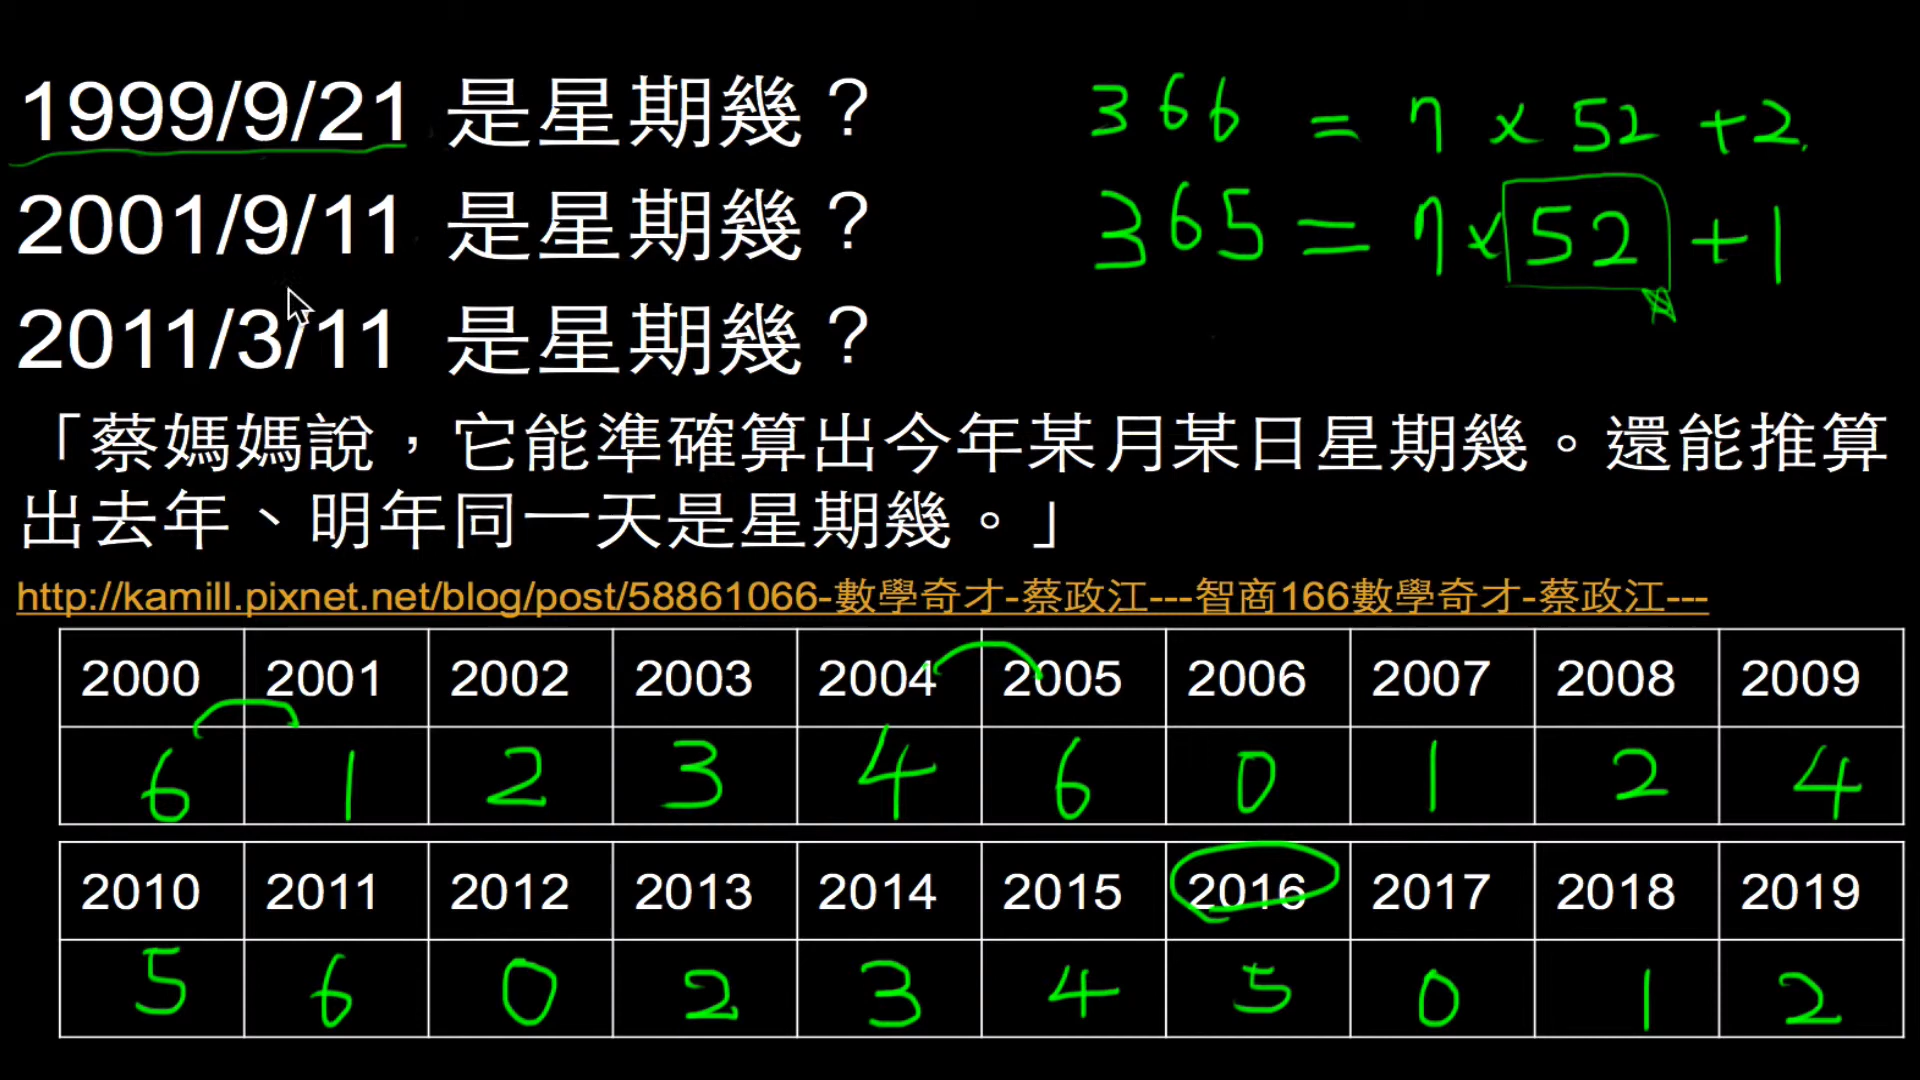 1999/9/21 是星期幾？
366 = 7 × 52 + 2
2001/9/11 是星期幾？
365 = 7 × 52 + 1
2011/3/11 是星期幾？
「蔡媽媽說，它能準確算出今年某月某日星期幾。還能推算
出去年、明年同一天是星期幾。」
http://kamill.pixnet.net/blog/post/58861066-數學奇才-蔡政江---智商166數學奇才-蔡政江---
2000 2001 2002 2003 2004 2005 2006 2007 2008 2009
6 1 2 3 4 6 0 1 2 4
2010 2011 2012 2013 2014 2015 2016 2017 2018 2019
5 6 0 2 3 4 5 0 1 2